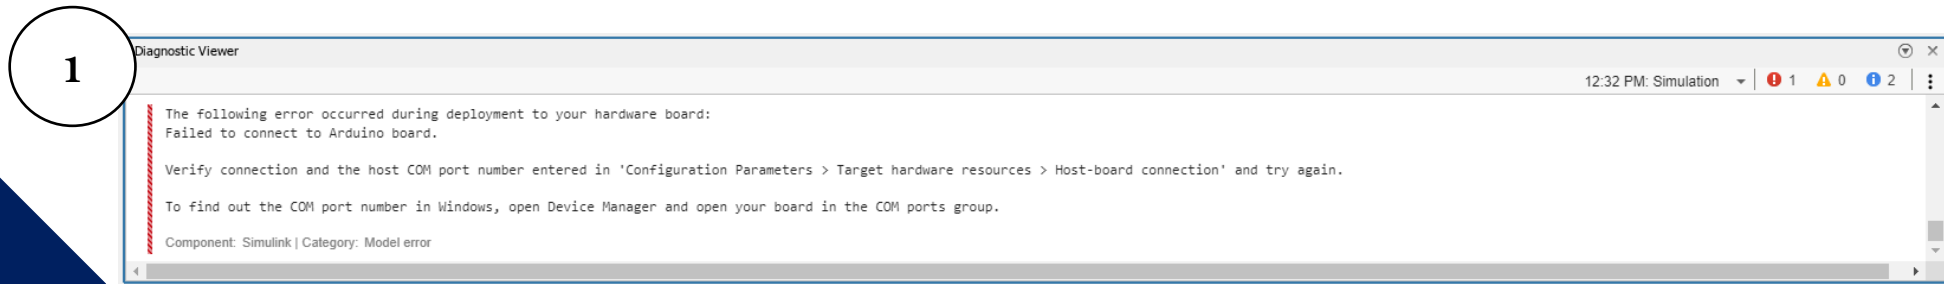 1
Diagnostic Viewer
12:32 PM: Simulation 1 0 2
The following error occurred during deployment to your hardware board:
Failed to connect to Arduino board.
Verify connection and the host COM port number entered in 'Configuration Parameters > Target hardware resources > Host-board connection' and try again.
To find out the COM port number in Windows, open Device Manager and open your board in the COM ports group.
Component: Simulink | Category: Model error